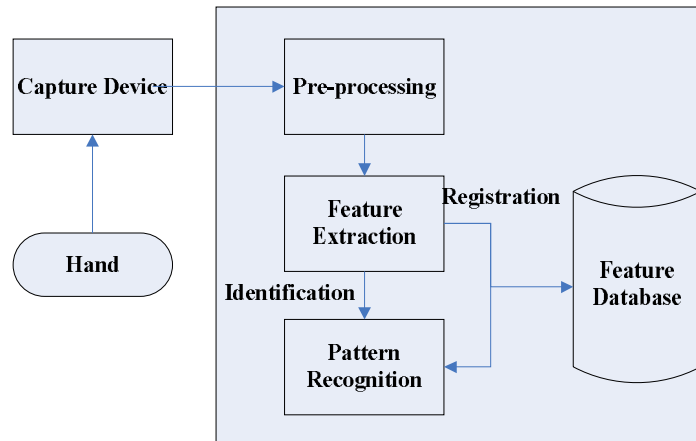 Capture Device
Pre-processing
Feature
Extraction
Registration
Hand
Feature
Database
Identification
Pattern
Recognition